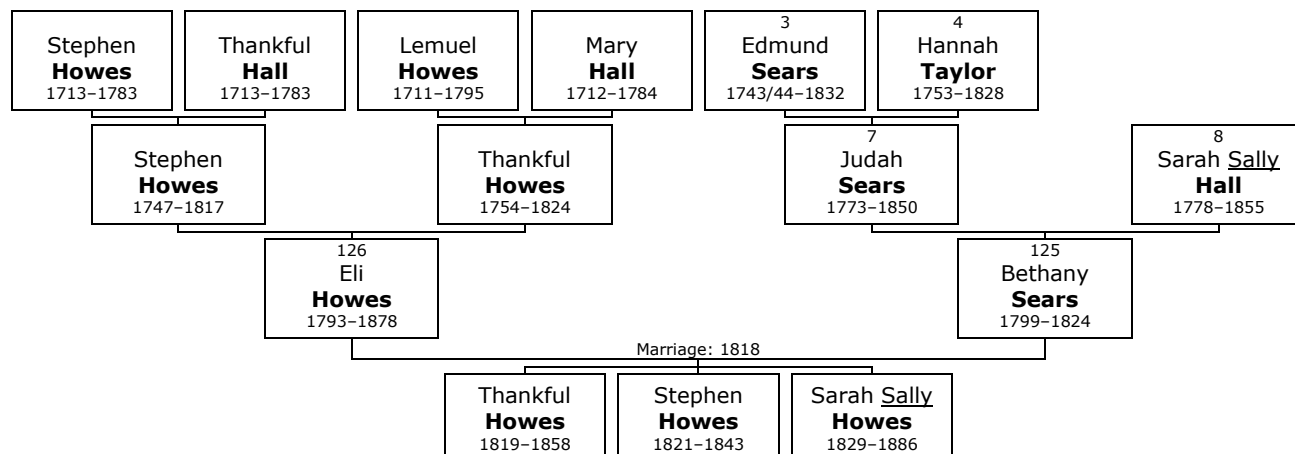 Stephen
Howes
1713–1783
Thankful
Hall
1713–1783
Lemuel
Howes
1711–1795
Mary
Hall
1712–1784
3
Edmund
Sears
1743/44–1832
4
Hannah
Taylor
1753–1828
Stephen
Howes
1747–1817
Thankful
Howes
1754–1824
7
Judah
Sears
1773–1850
8
Sarah Sally
Hall
1778–1855
126
Eli
Howes
1793–1878
125
Bethany
Sears
1799–1824
Marriage: 1818
Thankful
Howes
1819–1858
Stephen
Howes
1821–1843
Sarah Sally
Howes
1829–1886